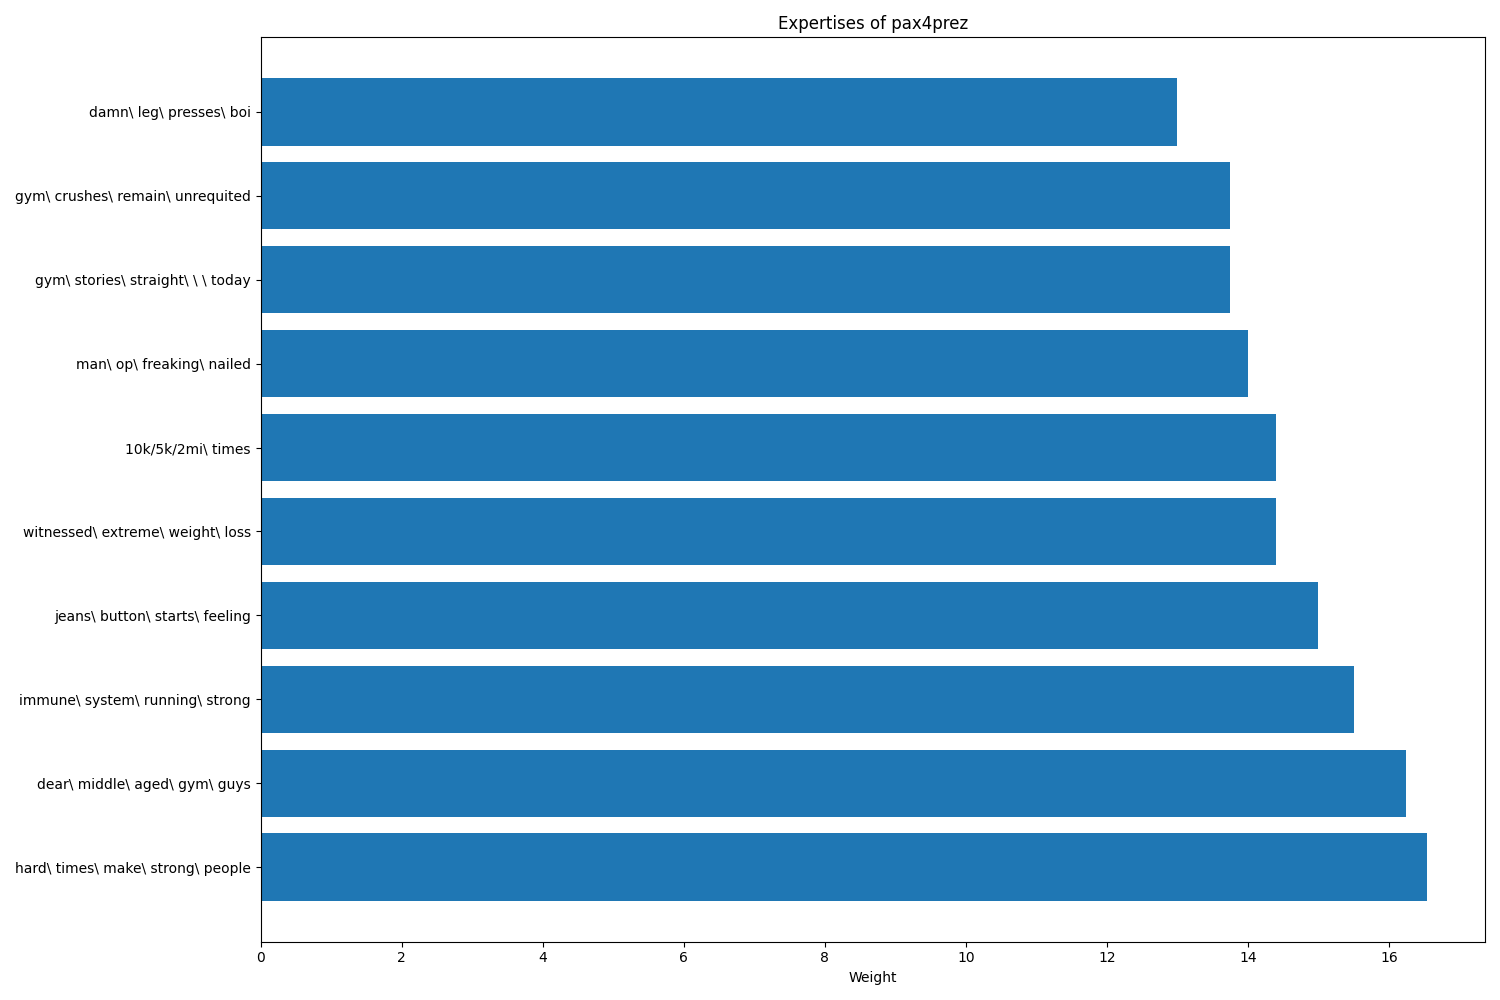 Expertises of pax4prez
damn\ leg\ presses\ boi
gym\ crushes\ remain\ unrequited
gym\ stories\ straight\ \ \ today
man\ op\ freaking\ nailed
10k/5k/2mi\ times
witnessed\ extreme\ weight\ loss
jeans\ button\ starts\ feeling
immune\ system\ running\ strong
dear\ middle\ aged\ gym\ guys
hard\ times\ make\ strong\ people
0 2 4 6 8 10 12 14 16
Weight